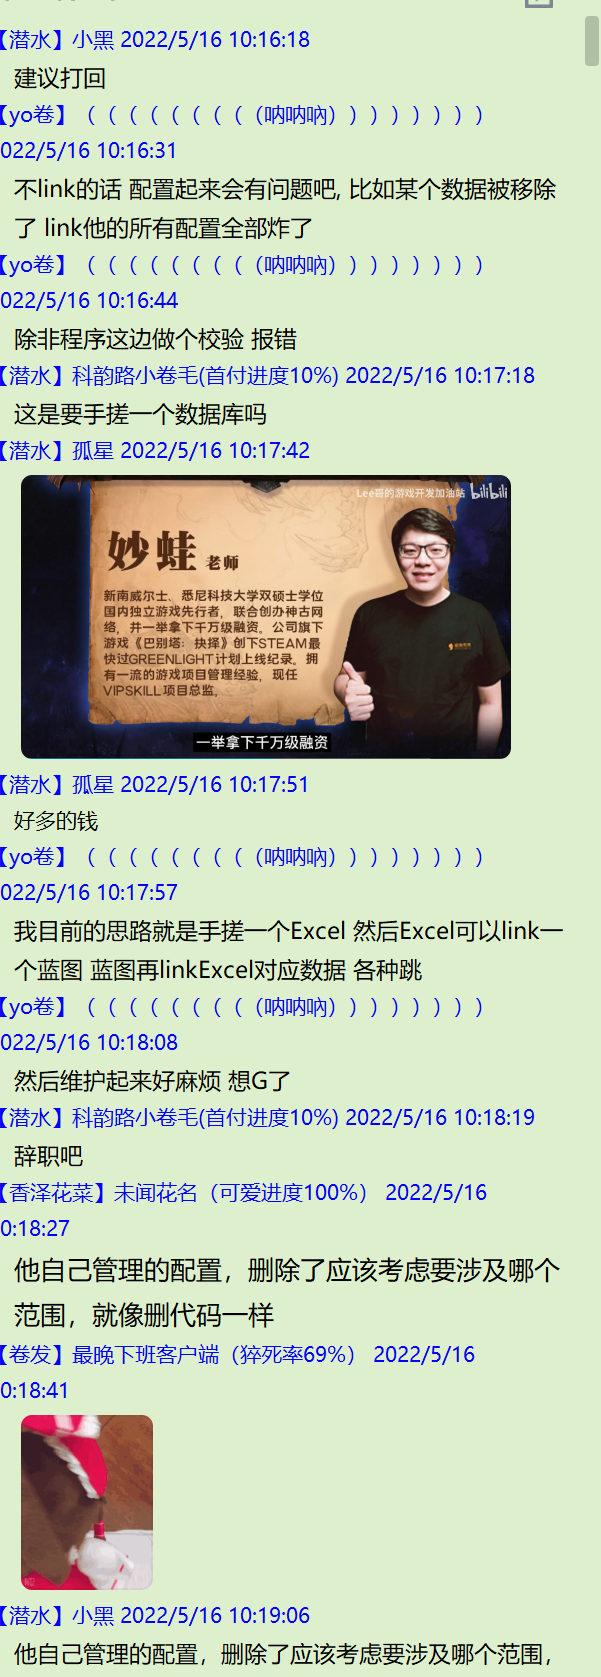 【潜水】小黑 2022/5/16 10:16:18
建议打回
【yo卷】（（（（（（（（（呐呐呐））））））））
022/5/16 10:16:31
不link的话 配置起来会有问题吧, 比如某个数据被移除
了 link他的所有配置全部炸了
【yo卷】（（（（（（（（（呐呐呐））））））））
022/5/16 10:16:44
除非程序这边做个校验 报错
【潜水】科韵路小卷毛(首付进度10%) 2022/5/16 10:17:18
这是要手搓一个数据库吗
【潜水】孤星 2022/5/16 10:17:42
Lee哥的游戏开发加油站 bilibili
妙蛙 老师
新南威尔士、悉尼科技大学双硕士学位
国内独立游戏先行者，联合创办神古网
络，并一举拿下千万级融资。公司旗下
游戏《巴别塔：抉择》创下STEAM最
快过GREENLIGHT计划上线纪录。拥
有一流的游戏项目管理经验，现任
VIPSKILL项目总监。
一举拿下千万级融资
【潜水】孤星 2022/5/16 10:17:51
好多的钱
【yo卷】（（（（（（（（（呐呐呐））））））））
022/5/16 10:17:57
我目前的思路就是手搓一个Excel 然后Excel可以link一
个蓝图 蓝图再linkExcel对应数据 各种跳
【yo卷】（（（（（（（（（呐呐呐））））））））
022/5/16 10:18:08
然后维护起来好麻烦 想G了
【潜水】科韵路小卷毛(首付进度10%) 2022/5/16 10:18:19
辞职吧
【香泽花菜】未闻花名（可爱进度100%） 2022/5/16
0:18:27
他自己管理的配置，删除了应该考虑要涉及哪个
范围，就像删代码一样
【卷发】最晚下班客户端（猝死率69%） 2022/5/16
0:18:41
【潜水】小黑 2022/5/16 10:19:06
他自己管理的配置，删除了应该考虑要涉及哪个范围，